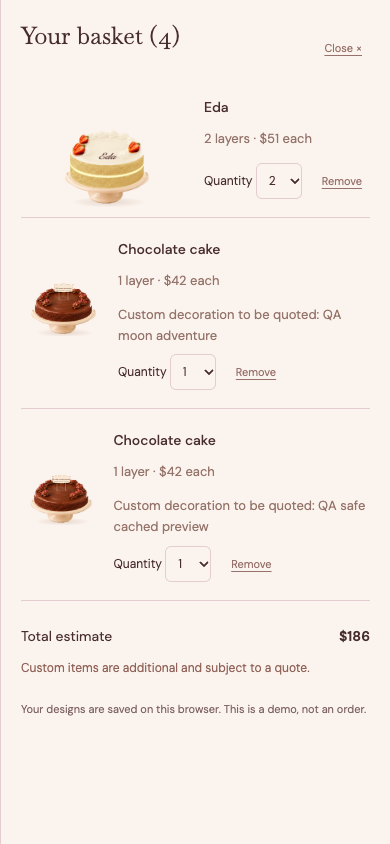 Your basket (4)
Close ×
Eda
Eda
2 layers · $51 each
Quantity 2 Remove
Chocolate cake
1 layer · $42 each
Custom decoration to be quoted: QA
moon adventure
Quantity 1 Remove
Chocolate cake
1 layer · $42 each
Custom decoration to be quoted: QA safe
cached preview
Quantity 1 Remove
Total estimate $186
Custom items are additional and subject to a quote.
Your designs are saved on this browser. This is a demo, not an order.